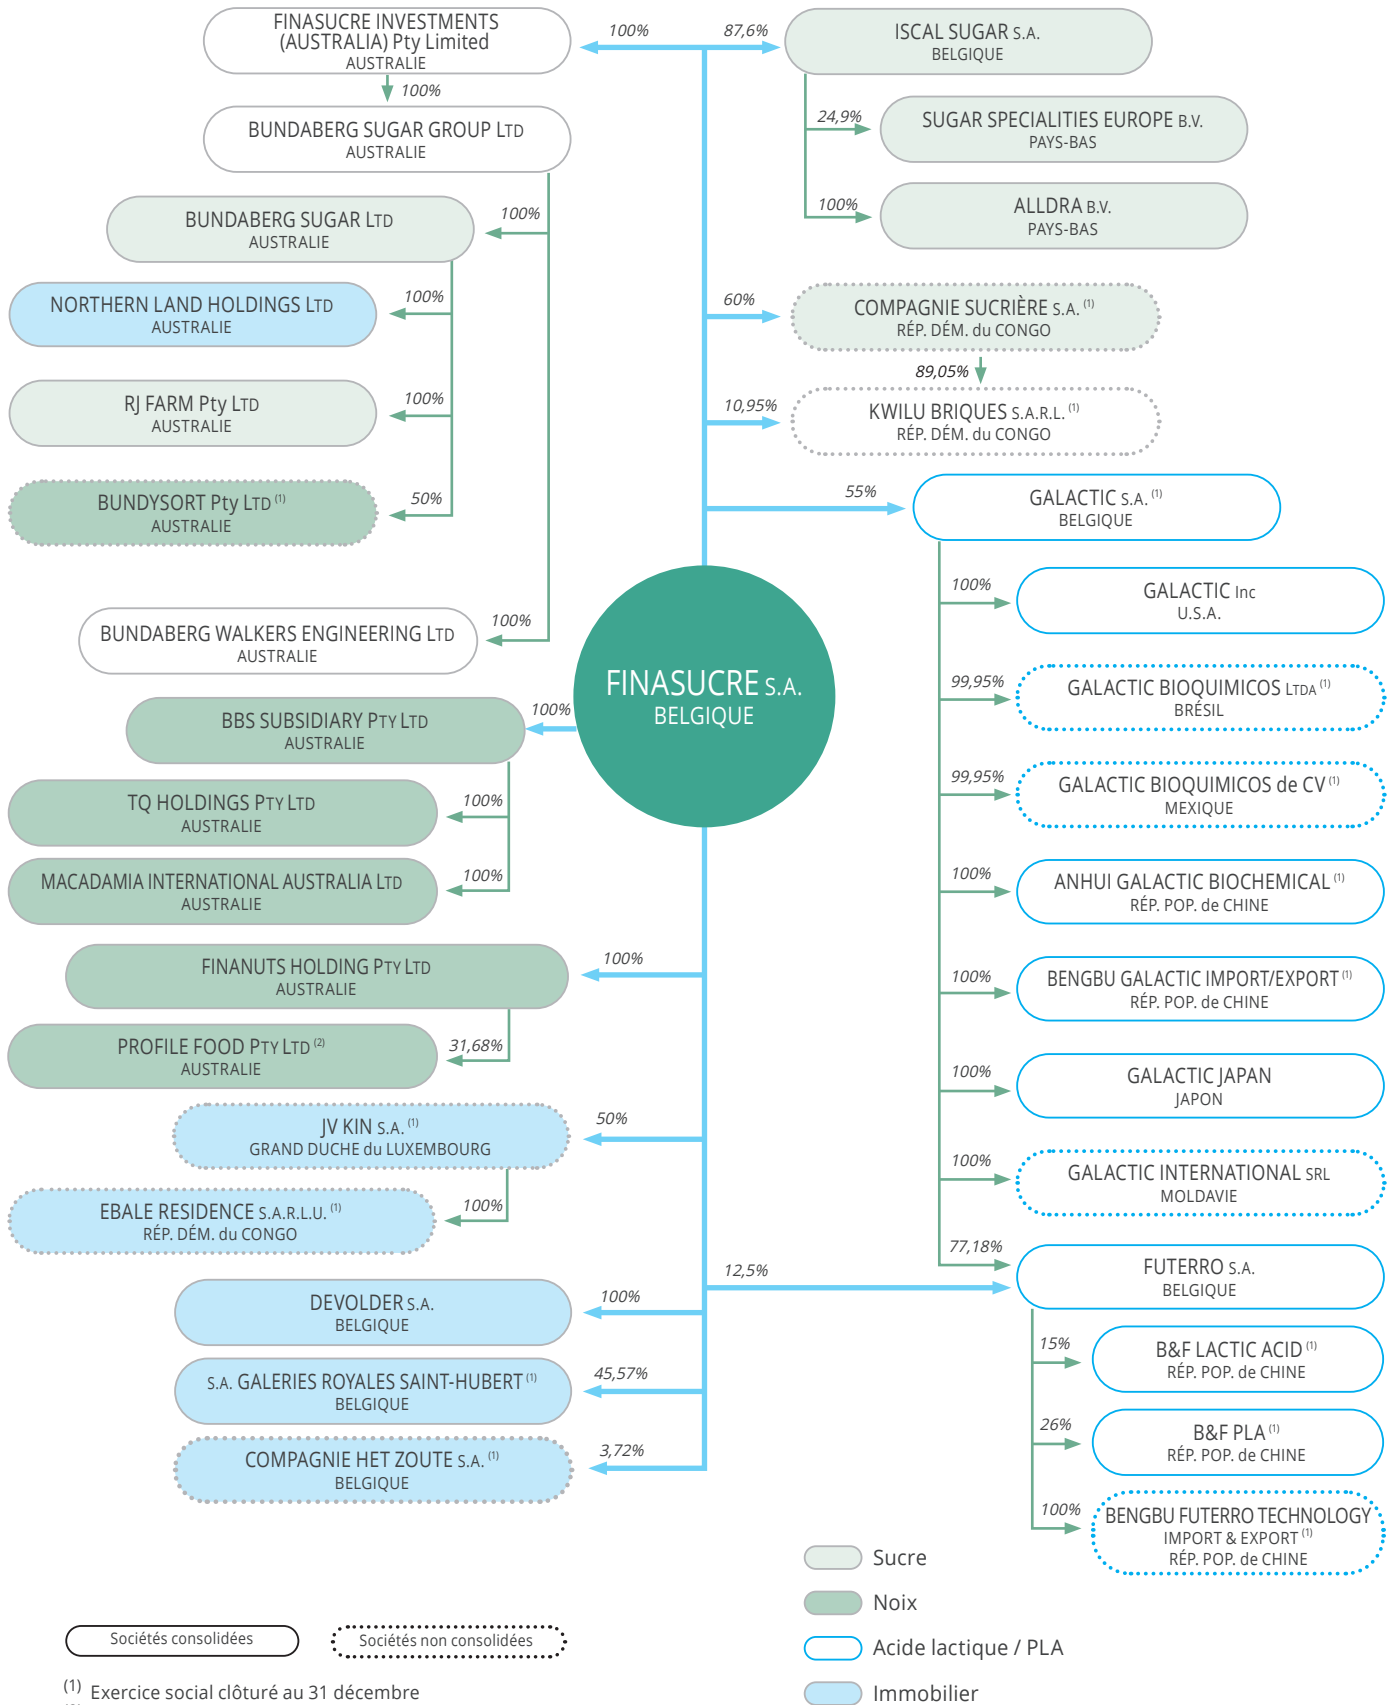 FINASUCRE INVESTMENTS
(AUSTRALIA) Pty Limited
AUSTRALIE
100%
87,6%
ISCAL SUGAR S.A.
BELGIQUE
100%
BUNDABERG SUGAR GROUP LTD
AUSTRALIE
24,9%
SUGAR SPECIALITIES EUROPE B.V.
PAYS-BAS
100%
ALLDRA B.V.
PAYS-BAS
BUNDABERG SUGAR LTD
AUSTRALIE
100%
NORTHERN LAND HOLDINGS LTD
AUSTRALIE
100%
60%
COMPAGNIE SUCRIÈRE S.A. (1)
RÉP. DÉM. du CONGO
89,05%
RJ FARM Pty LTD
AUSTRALIE
100%
10,95%
KWILU BRIQUES S.A.R.L. (1)
RÉP. DÉM. du CONGO
BUNDYSORT Pty LTD (1)
AUSTRALIE
50%
55%
GALACTIC S.A. (1)
BELGIQUE
100%
GALACTIC Inc
U.S.A.
BUNDABERG WALKERS ENGINEERING LTD
AUSTRALIE
100%
FINASUCRE S.A.
BELGIQUE
99,95%
GALACTIC BIOQUIMICOS LTDA (1)
BRÉSIL
BBS SUBSIDIARY PTY LTD
AUSTRALIE
100%
99,95%
GALACTIC BIOQUIMICOS de CV (1)
MEXIQUE
TQ HOLDINGS PTY LTD
AUSTRALIE
100%
MACADAMIA INTERNATIONAL AUSTRALIA LTD
AUSTRALIE
100%
100%
ANHUI GALACTIC BIOCHEMICAL (1)
RÉP. POP. de CHINE
FINANUTS HOLDING PTY LTD
AUSTRALIE
100%
100%
BENGBU GALACTIC IMPORT/EXPORT (1)
RÉP. POP. de CHINE
PROFILE FOOD PTY LTD (2)
AUSTRALIE
31,68%
100%
GALACTIC JAPAN
JAPON
JV KIN S.A. (1)
GRAND DUCHE du LUXEMBOURG
50%
100%
GALACTIC INTERNATIONAL SRL
MOLDAVIE
EBALE RESIDENCE S.A.R.L.U. (1)
RÉP. DÉM. du CONGO
100%
77,18%
12,5%
FUTERRO S.A.
BELGIQUE
DEVOLDER S.A.
BELGIQUE
100%
15%
B&F LACTIC ACID (1)
RÉP. POP. de CHINE
S.A. GALERIES ROYALES SAINT-HUBERT (1)
BELGIQUE
45,57%
26%
B&F PLA (1)
RÉP. POP. de CHINE
COMPAGNIE HET ZOUTE S.A. (1)
BELGIQUE
3,72%
100%
BENGBU FUTERRO TECHNOLOGY
IMPORT & EXPORT (1)
RÉP. POP. de CHINE
Sucre
Noix
Acide lactique / PLA
Immobilier
Sociétés consolidées
Sociétés non consolidées
(1) Exercice social clôturé au 31 décembre